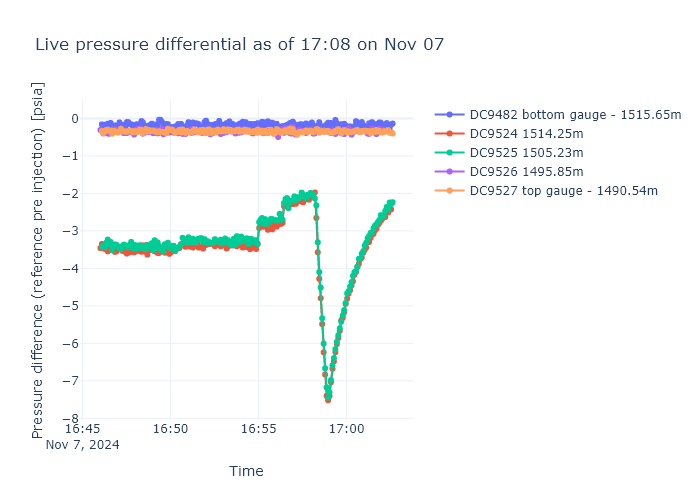 Live pressure differential as of 17:08 on Nov 07
Pressure difference (reference pre injection) [psia]
0
−1
−2
−3
−4
−5
−6
−7
−8
16:45
Nov 7, 2024
16:50
16:55
17:00
Time
DC9482 bottom gauge - 1515.65m
DC9524 1514.25m
DC9525 1505.23m
DC9526 1495.85m
DC9527 top gauge - 1490.54m